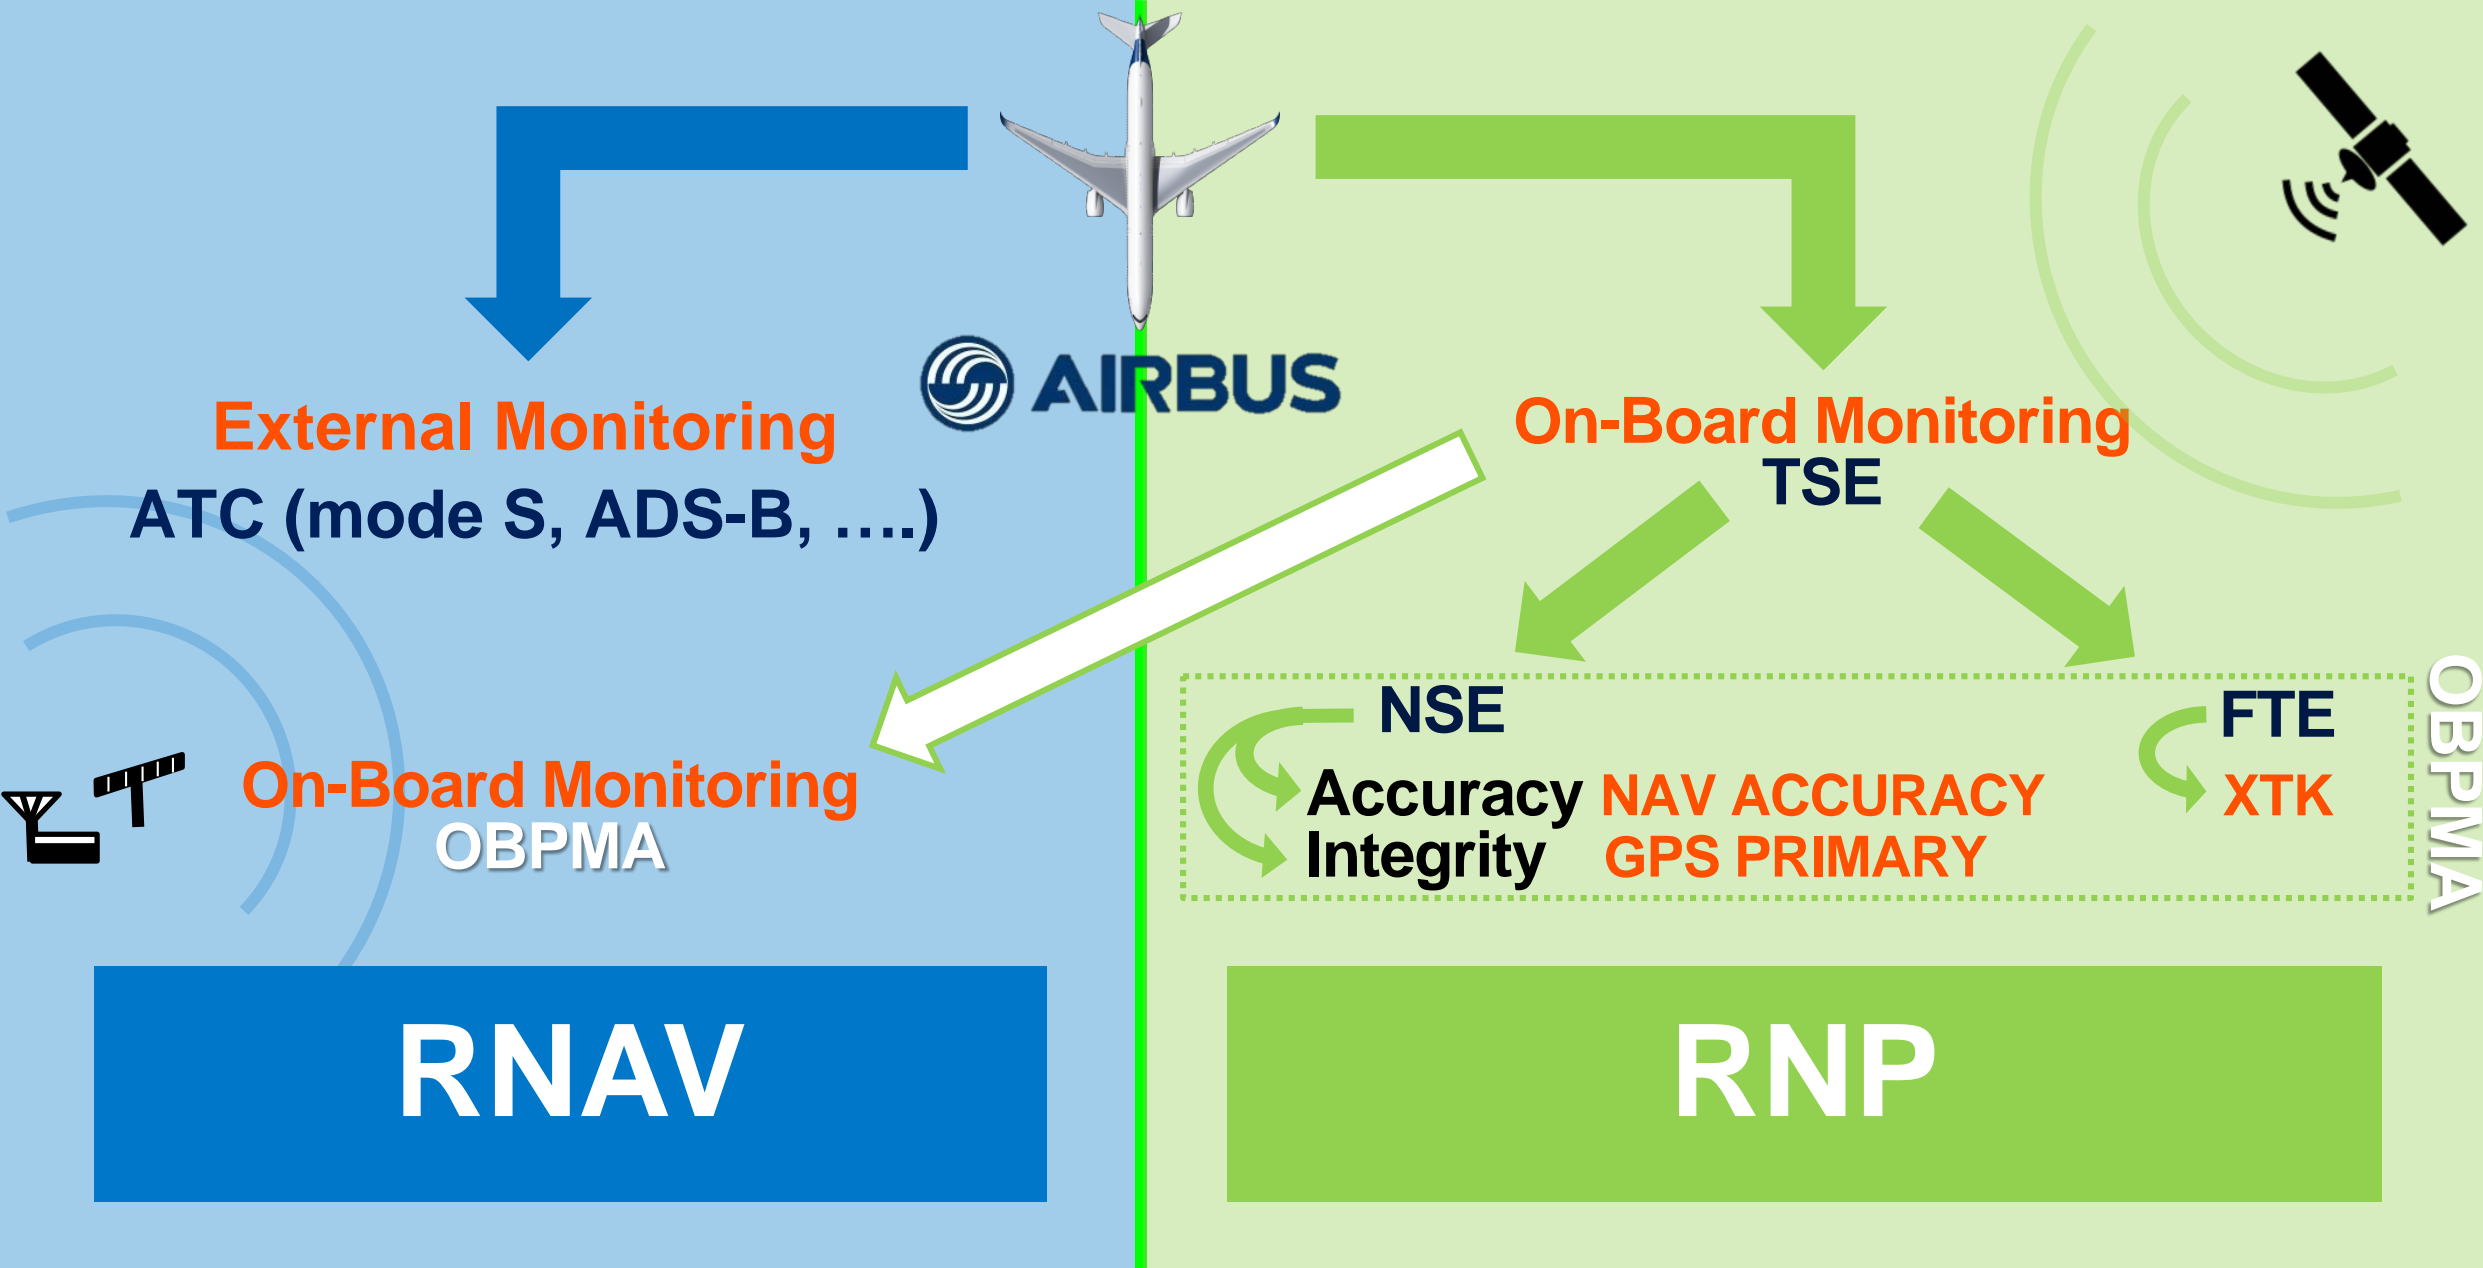 AIRBUS
External Monitoring
ATC (mode S, ADS-B, ....)
On-Board Monitoring
OBPMA
RNAV
On-Board Monitoring
TSE
NSE
FTE
Accuracy NAV ACCURACY
XTK
Integrity GPS PRIMARY
OBPMA
RNP